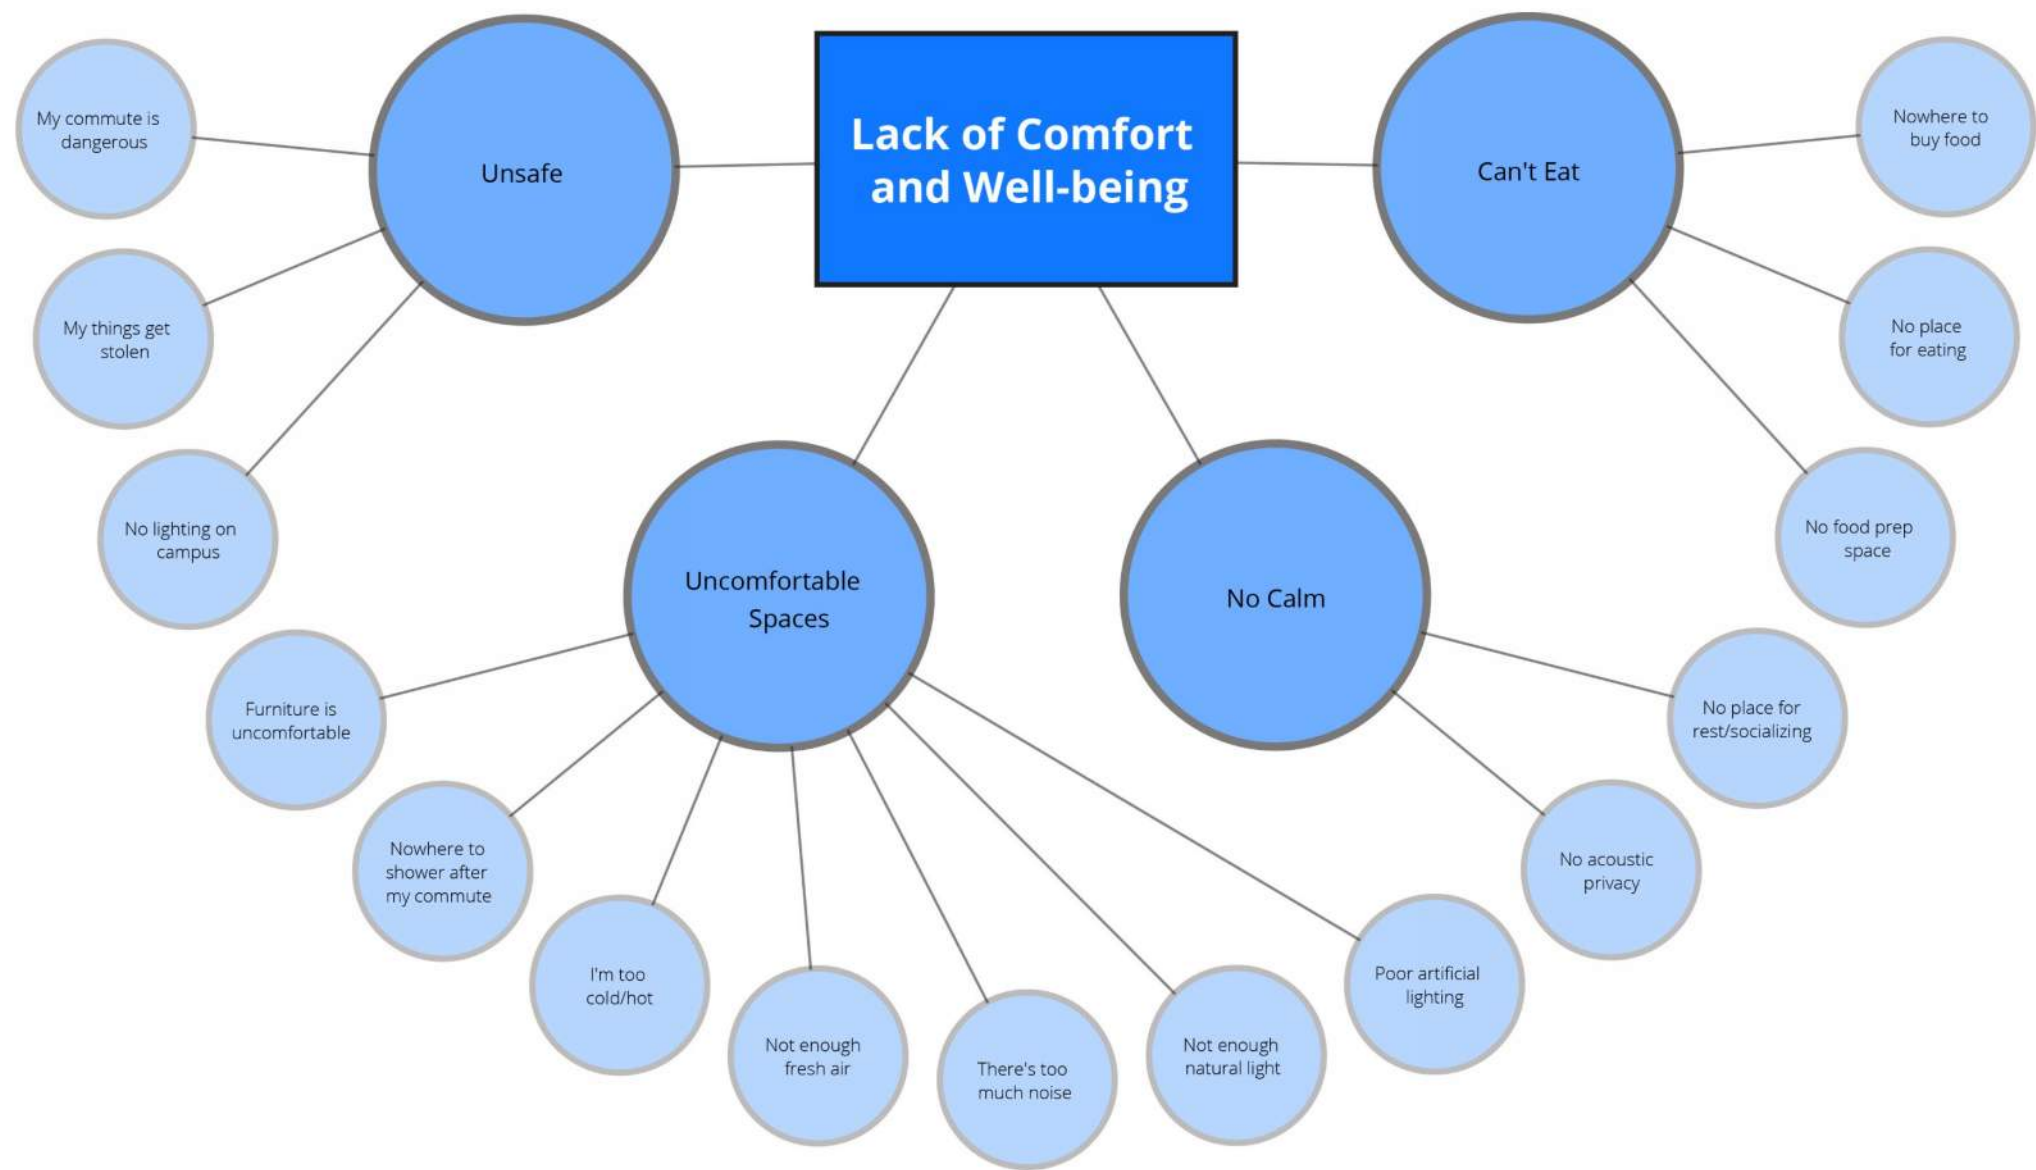 Lack of Comfort
and Well-being
Unsafe
My commute is
dangerous
My things get
stolen
No lighting on
campus
Uncomfortable
Spaces
Furniture is
uncomfortable
Nowhere to
shower after
my commute
I'm too
cold/hot
Not enough
fresh air
There's too
much noise
Not enough
natural light
Poor artificial
lighting
No Calm
No acoustic
privacy
No place for
rest/socializing
Can't Eat
Nowhere to
buy food
No place
for eating
No food prep
space